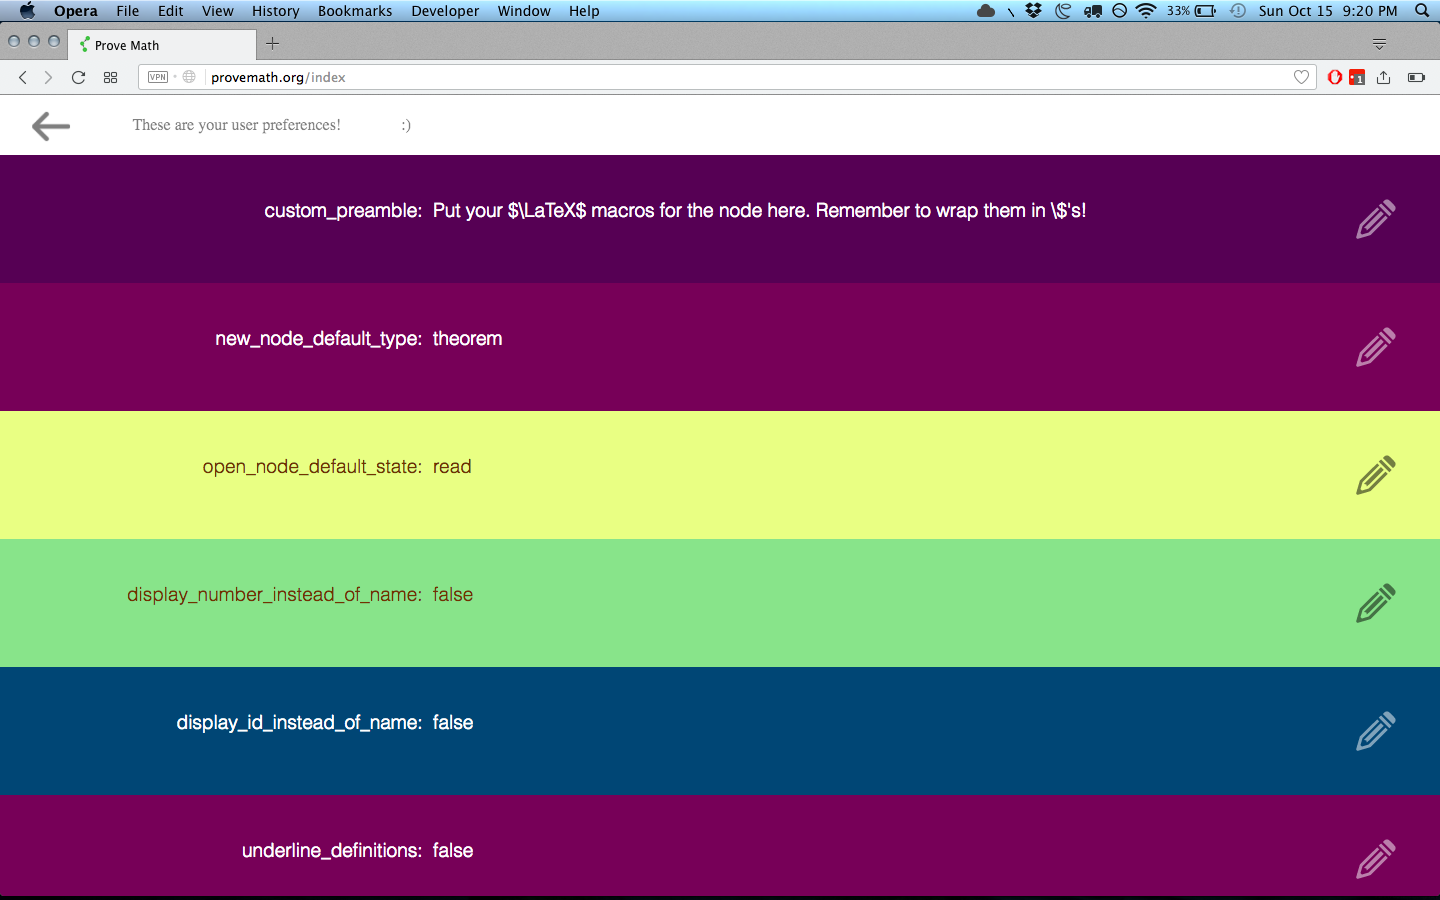 Opera File Edit View History Bookmarks Developer Window Help 33% Sun Oct 15 9:20 PM
Prove Math
VPN provemath.org/index 1
These are your user preferences! :)
custom_preamble: Put your $\LaTeX$ macros for the node here. Remember to wrap them in \$'s!
new_node_default_type: theorem
open_node_default_state: read
display_number_instead_of_name: false
display_id_instead_of_name: false
underline_definitions: false